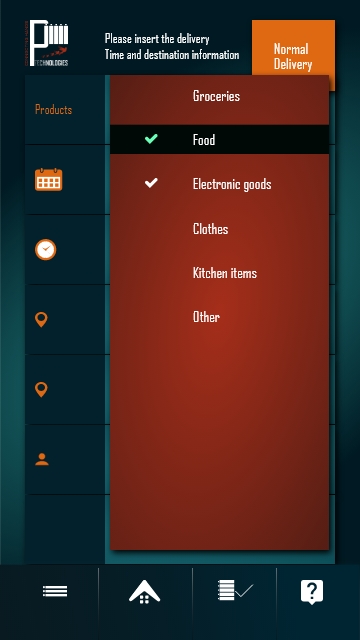 TECHNOLOGIES
Please insert the delivery
Time and destination information
Normal
Delivery
Products
Groceries
Food
Electronic goods
Clothes
Kitchen items
Other